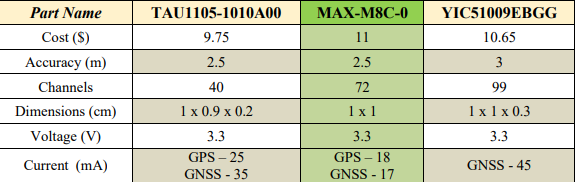 Part Name TAU1105-1010A00 MAX-M8C-0 YIC51009EBGG
Cost ($) 9.75 11 10.65
Accuracy (m) 2.5 2.5 3
Channels 40 72 99
Dimensions (cm) 1 x 0.9 x 0.2 1 x 1 1 x 1 x 0.3
Voltage (V) 3.3 3.3 3.3
Current (mA) GPS – 25 GPS – 18 GNSS - 45
GNSS - 35 GNSS - 17